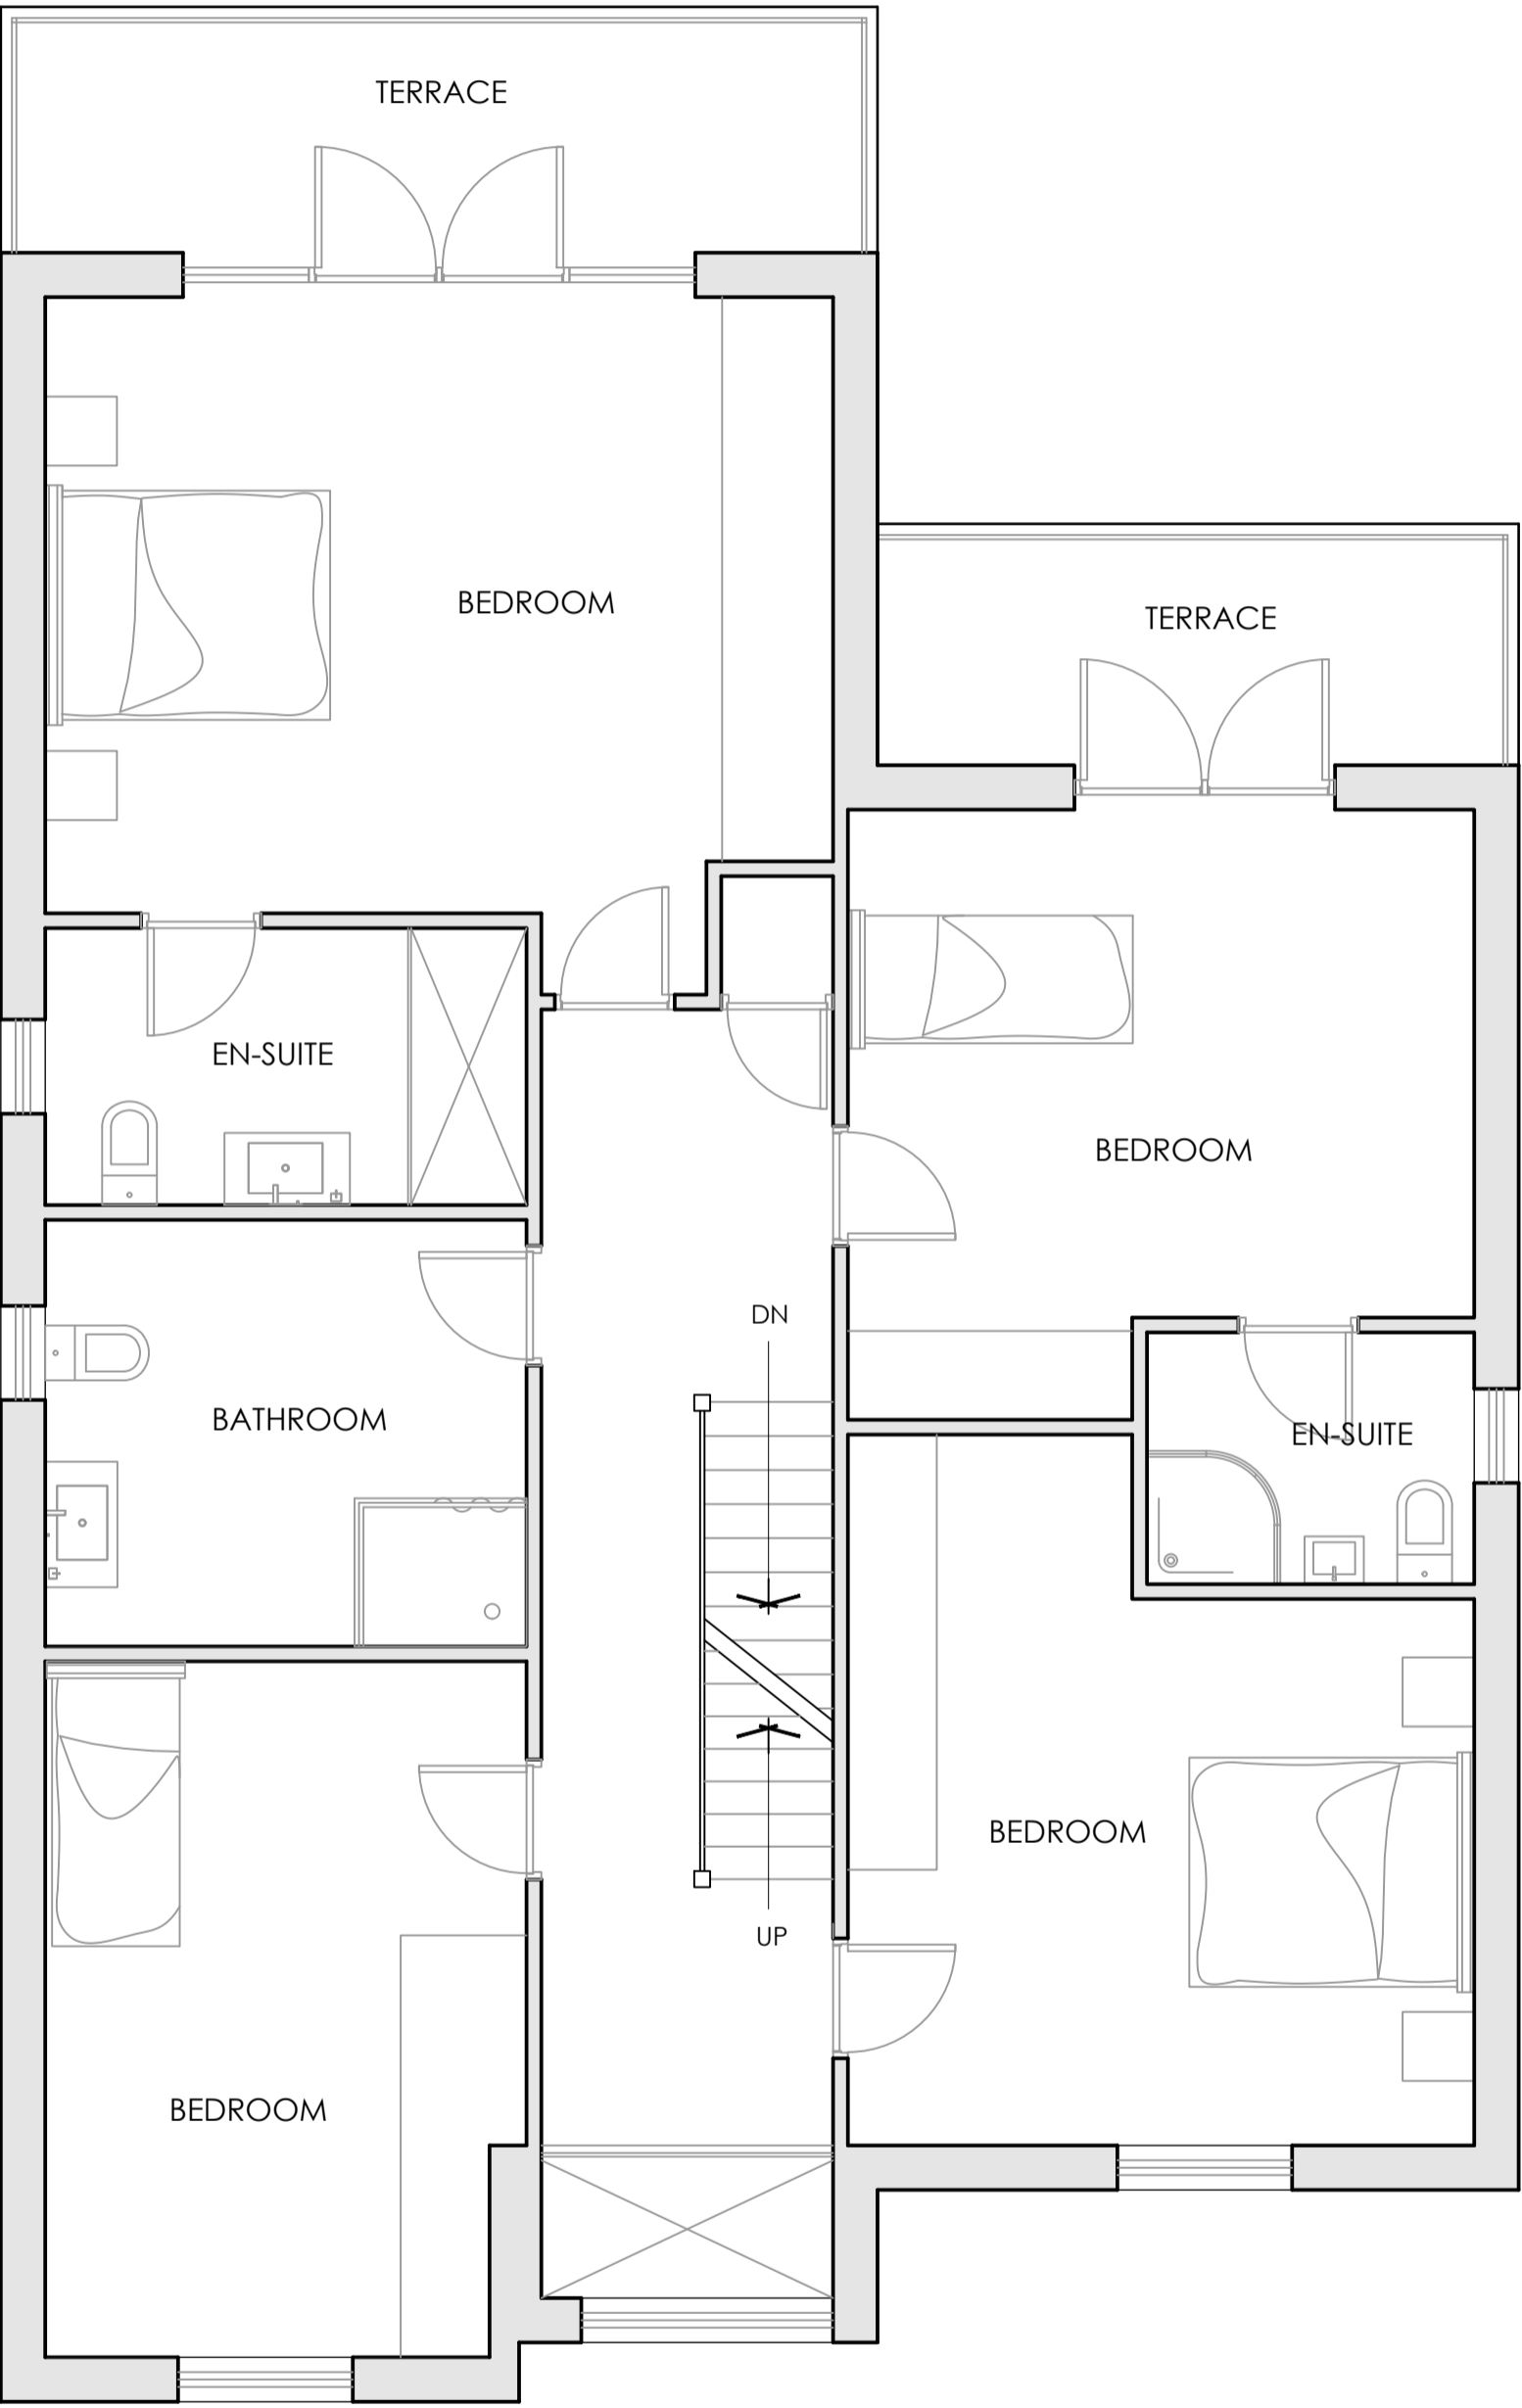 TERRACE
BEDROOM
TERRACE
EN-SUITE
BEDROOM
DN
BATHROOM
EN-SUITE
BEDROOM
UP
BEDROOM